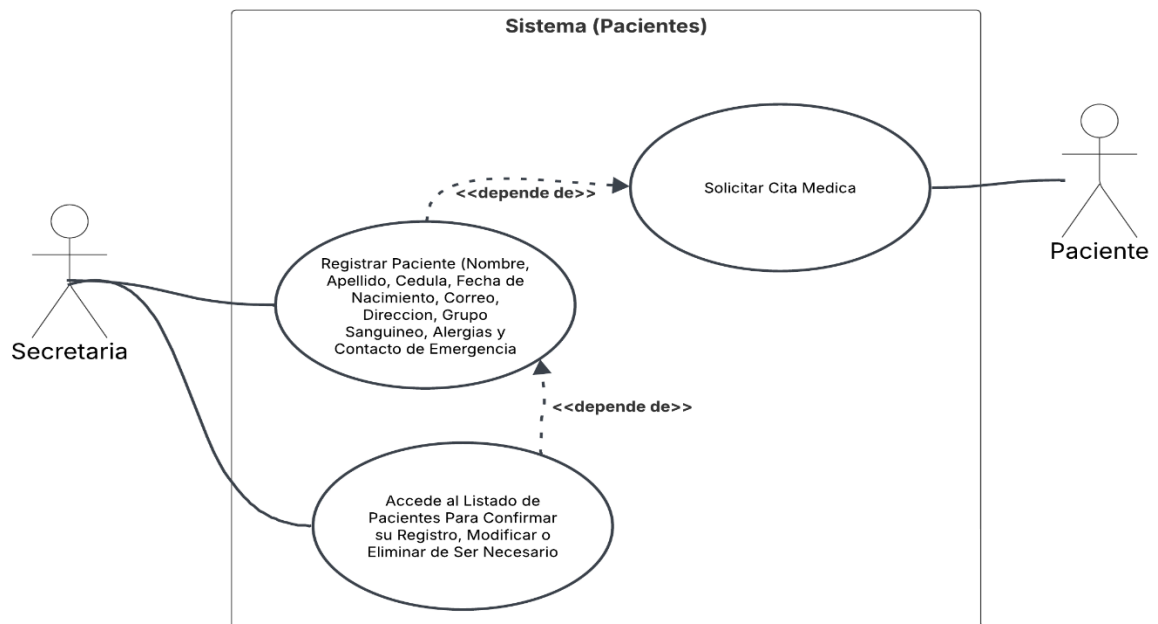 Sistema (Pacientes)
Solicitar Cita Medica
<<depende de>>
Paciente
Registrar Paciente (Nombre,
Apellido, Cedula, Fecha de
Nacimiento, Correo,
Direccion, Grupo
Sanguineo, Alergias y
Contacto de Emergencia
Secretaria
<<depende de>>
Accede al Listado de
Pacientes Para Confirmar
su Registro, Modificar o
Eliminar de Ser Necesario